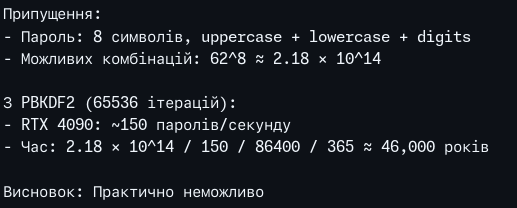 Припущення:
- Пароль: 8 символів, uppercase + lowercase + digits
- Можливих комбінацій: 62^8 ≈ 2.18 × 10^14
З PBKDF2 (65536 ітерацій):
- RTX 4090: ~150 паролів/секунду
- Час: 2.18 × 10^14 / 150 / 86400 / 365 ≈ 46,000 років
Висновок: Практично неможливо